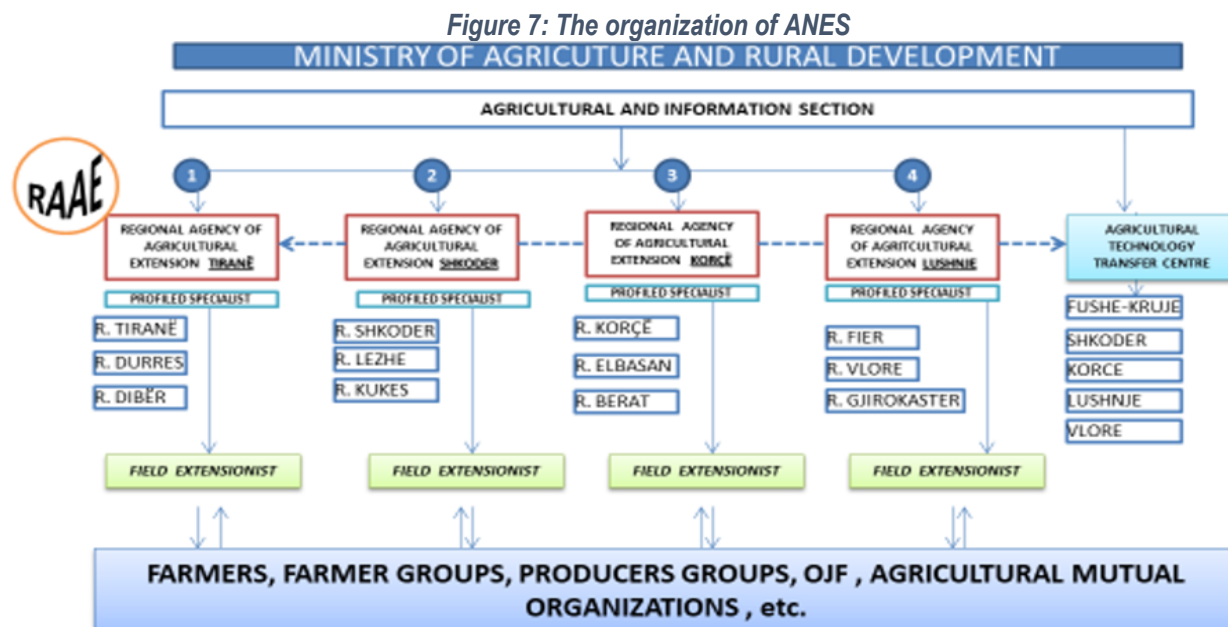 Figure 7: The organization of ANES
MINISTRY OF AGRICUTURE AND RURAL DEVELOPMENT
AGRICULTURAL AND INFORMATION SECTION
RAAE
1
2
3
4
REGIONAL AGENCY OF
AGRICULTURAL
EXTENSION TIRANË
REGIONAL AGENCY OF
AGRICULTURAL
EXTENSION SHKODER
REGIONAL AGENCY
OF AGRICULTURAL
EXTENSION KORÇË
REGIONAL AGENCY
OF AGRITCULTURAL
EXTENSION LUSHNJE
AGRICULTURAL
TECHNOLOGY
TRANSFER CENTRE
PROFILED SPECIALIST
PROFILED SPECIALIST
PROFILED SPECIALIST
PROFILED SPECIALIST
R. TIRANË
R. DURRES
R. DIBËR
R. SHKODER
R. LEZHE
R. KUKES
R. KORÇË
R. ELBASAN
R. BERAT
R. FIER
R. VLORE
R. GJIROKASTER
FUSHE-KRUJE
SHKODER
KORCE
LUSHNJE
VLORE
FIELD EXTENSIONIST
FIELD EXTENSIONIST
FIELD EXTENSIONIST
FIELD EXTENSIONIST
FARMERS, FARMER GROUPS, PRODUCERS GROUPS, OJF , AGRICULTURAL MUTUAL
ORGANIZATIONS , etc.